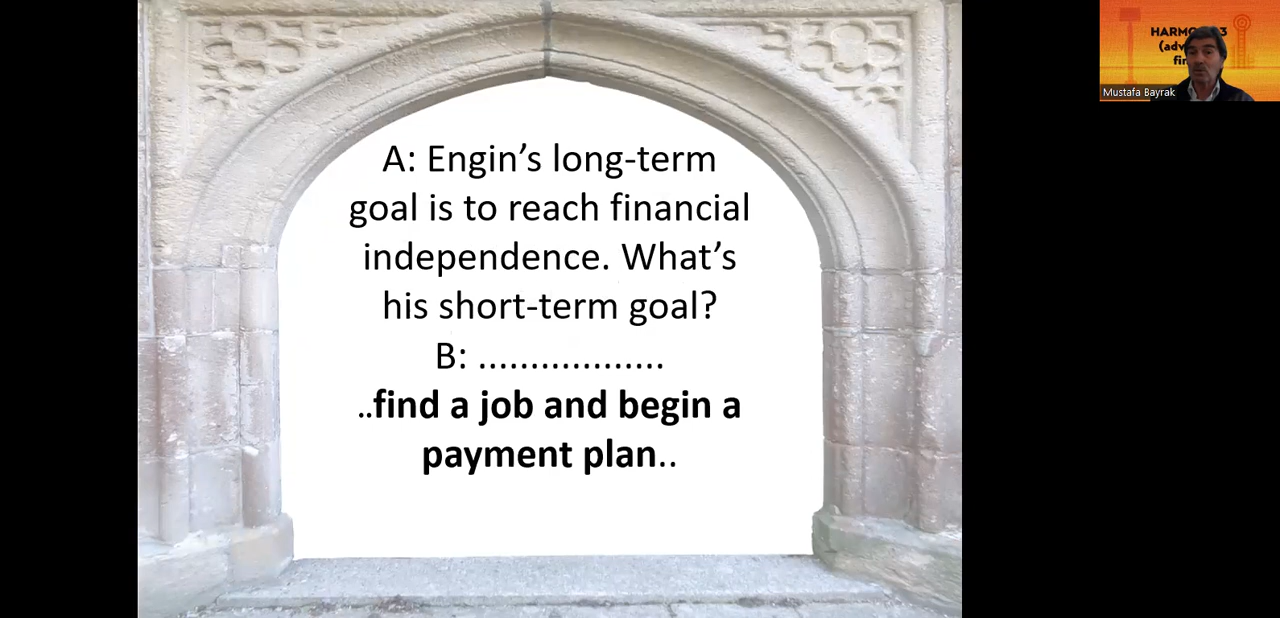 A: Engin’s long-term
goal is to reach financial
independence. What’s
his short-term goal?
B: ..................
..find a job and begin a
payment plan..
Mustafa Bayrak